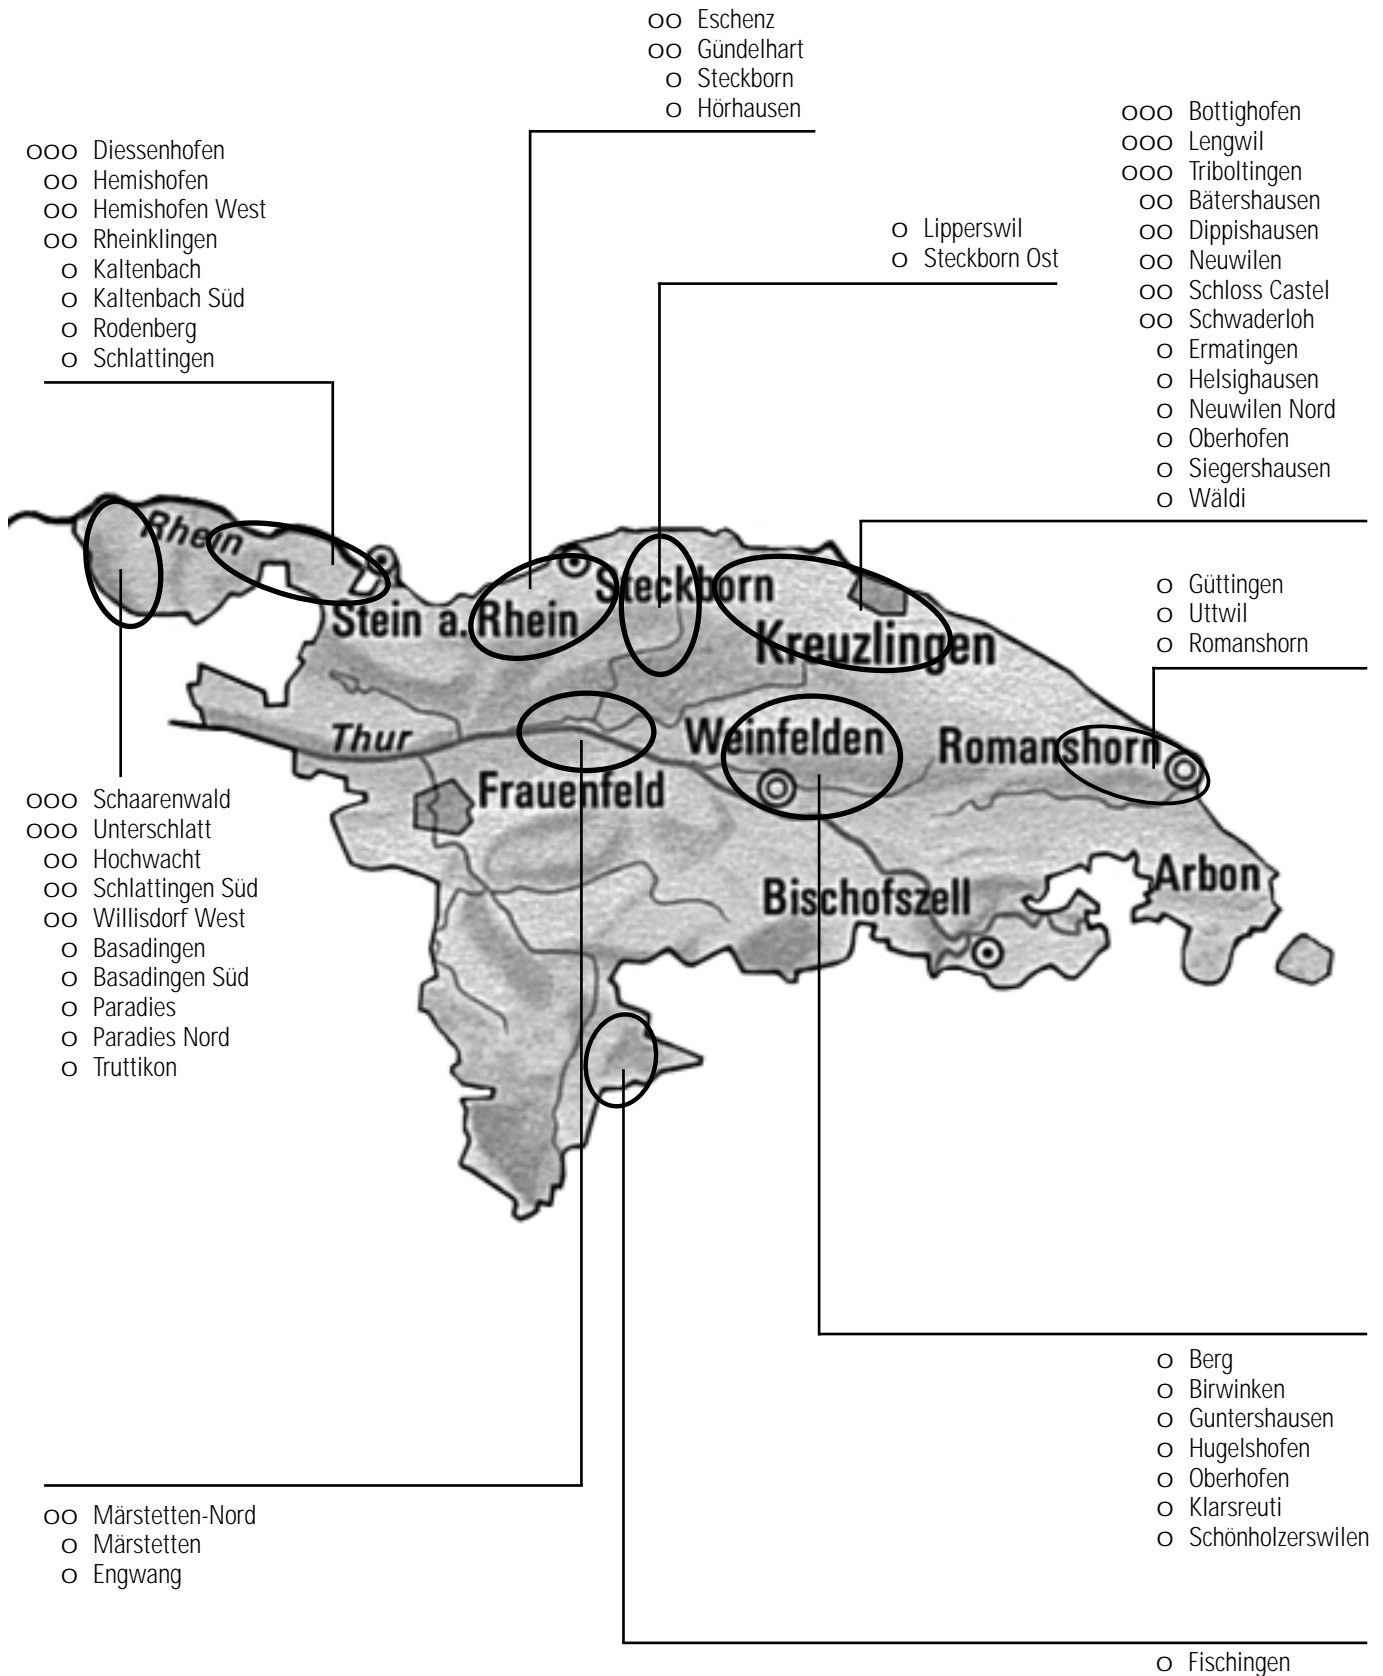 OO Eschenz
OO Gündelhart
O Steckborn
O Hörhausen
OOO Diessenhofen
OO Hemishofen
OO Hemishofen West
OO Rheinklingen
O Kaltenbach
O Kaltenbach Süd
O Rodenberg
O Schlattingen
O Lipperswil
O Steckborn Ost
OOO Bottighofen
OOO Lengwil
OOO Triboltingen
OO Bätershausen
OO Dippishausen
OO Neuwilen
OO Schloss Castel
OO Schwaderloh
O Ermatingen
O Helsighausen
O Neuwilen Nord
O Oberhofen
O Siegershausen
O Wäldi
O Güttingen
O Uttwil
O Romanshorn
Rhein
Steckborn
Stein a. Rhein
Kreuzlingen
Thur
Weinfelden
Romanshorn
Frauenfeld
Bischofszell
Arbon
OOO Schaarenwald
OOO Unterschlatt
OO Hochwacht
OO Schlattingen Süd
OO Willisdorf West
O Basadingen
O Basadingen Süd
O Paradies
O Paradies Nord
O Truttikon
O Berg
O Birwinken
O Guntershausen
O Hugelshofen
O Oberhofen
O Klarsreuti
O Schönholzerswilen
OO Märstetten-Nord
O Märstetten
O Engwang
O Fischingen